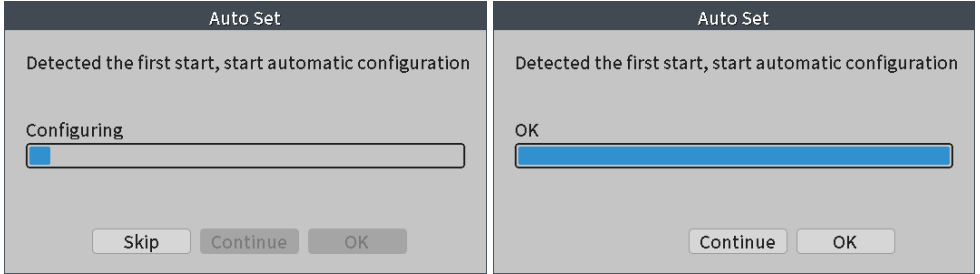 Auto Set
Detected the first start, start automatic configuration
Configuring
Skip Continue OK
Auto Set
Detected the first start, start automatic configuration
OK
Continue OK